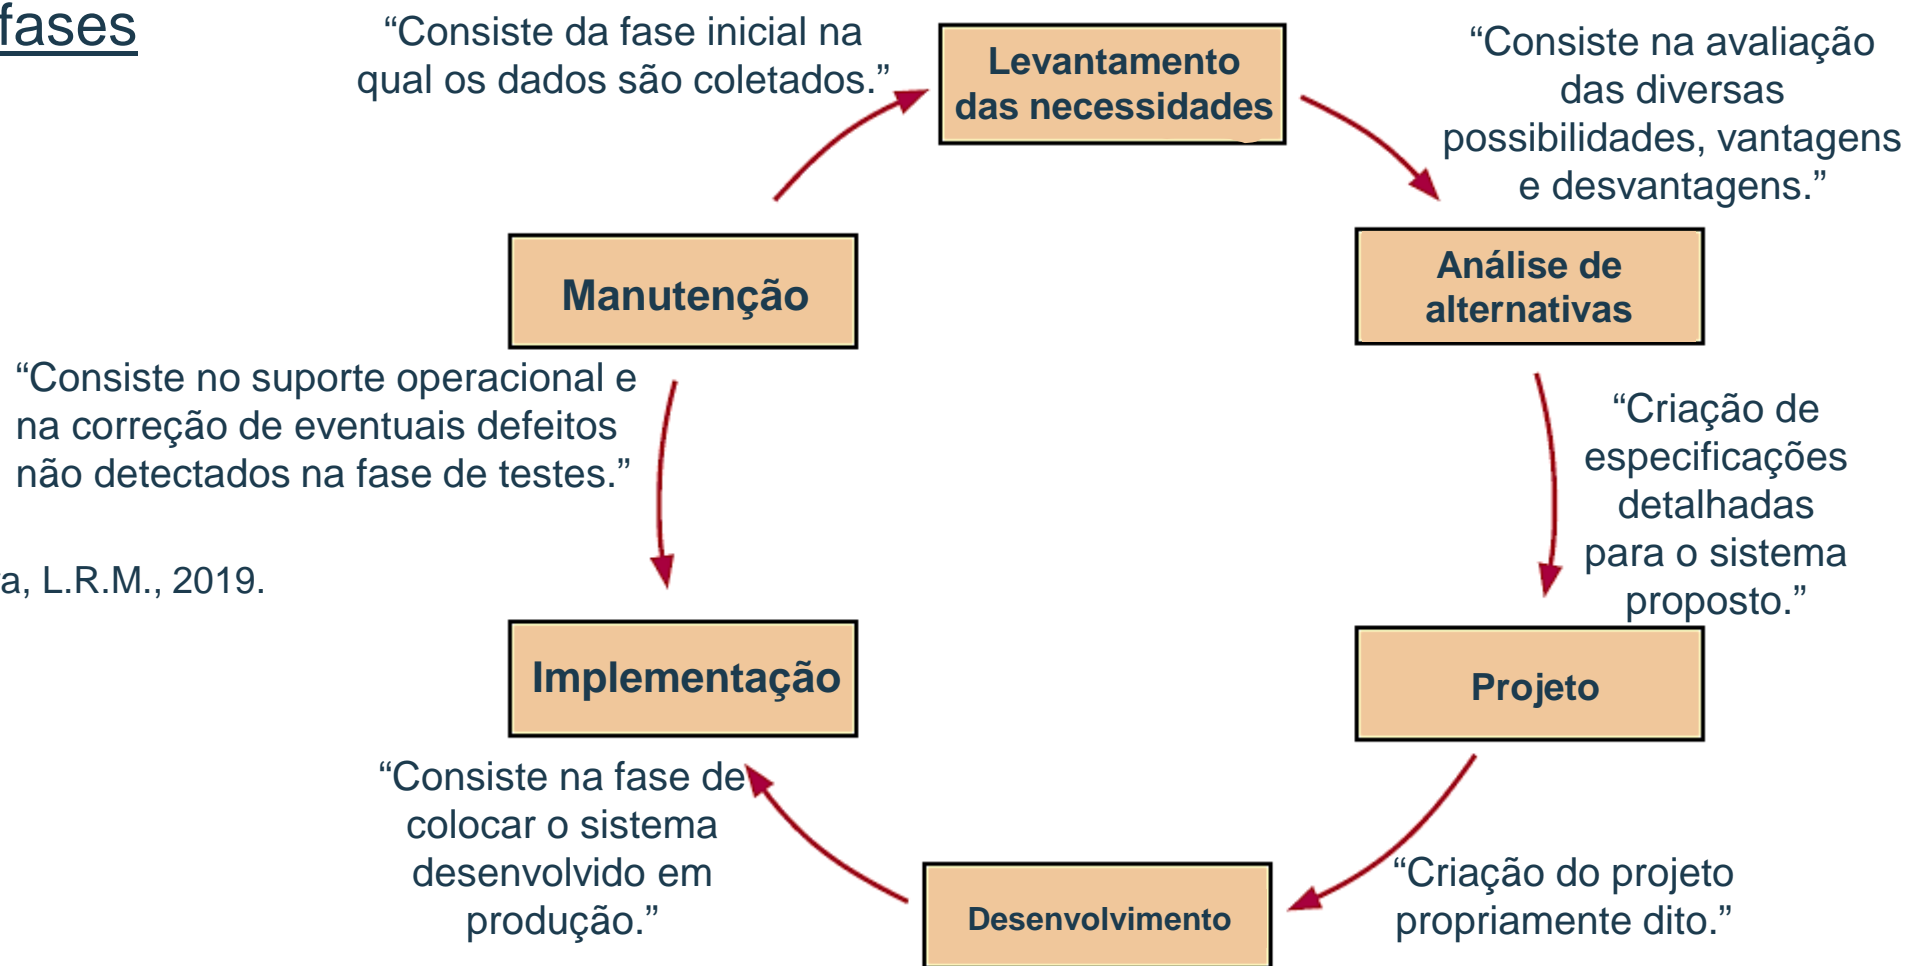 fases
“Consiste da fase inicial na
qual os dados são coletados.”
Levantamento
das necessidades
“Consiste na avaliação
das diversas
possibilidades, vantagens
e desvantagens.”
Análise de
alternativas
“Criação de
especificações
detalhadas
para o sistema
proposto.”
Projeto
“Criação do projeto
propriamente dito.”
Desenvolvimento
“Consiste na fase de
colocar o sistema
desenvolvido em
produção.”
Implementação
“Consiste no suporte operacional e
na correção de eventuais defeitos
não detectados na fase de testes.”
Manutenção
L.R.M., 2019.